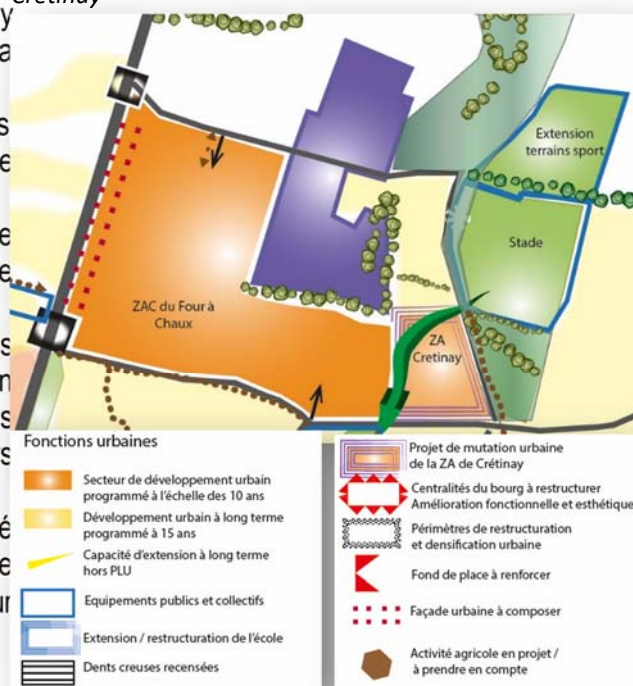 Cretinay
Extension
terrains sport
Stade
ZAC du Four à
Chaux
ZA
Cretinay
Fonctions urbaines
Secteur de développement urbain
programmé à l'échelle des 10 ans
Développement urbain à long terme
programmé à 15 ans
Capacité d'extension à long terme
hors PLU
Equipements publics et collectifs
Extension / restructuration de l'école
Dents creuses recensées
Projet de mutation urbaine
de la ZA de Crétinay
Centralités du bourg à restructurer
Amélioration fonctionnelle et esthétique
Périmètres de restructuration
et densification urbaine
Fond de place à renforcer
Façade urbaine à composer
Activité agricole en projet /
à prendre en compte